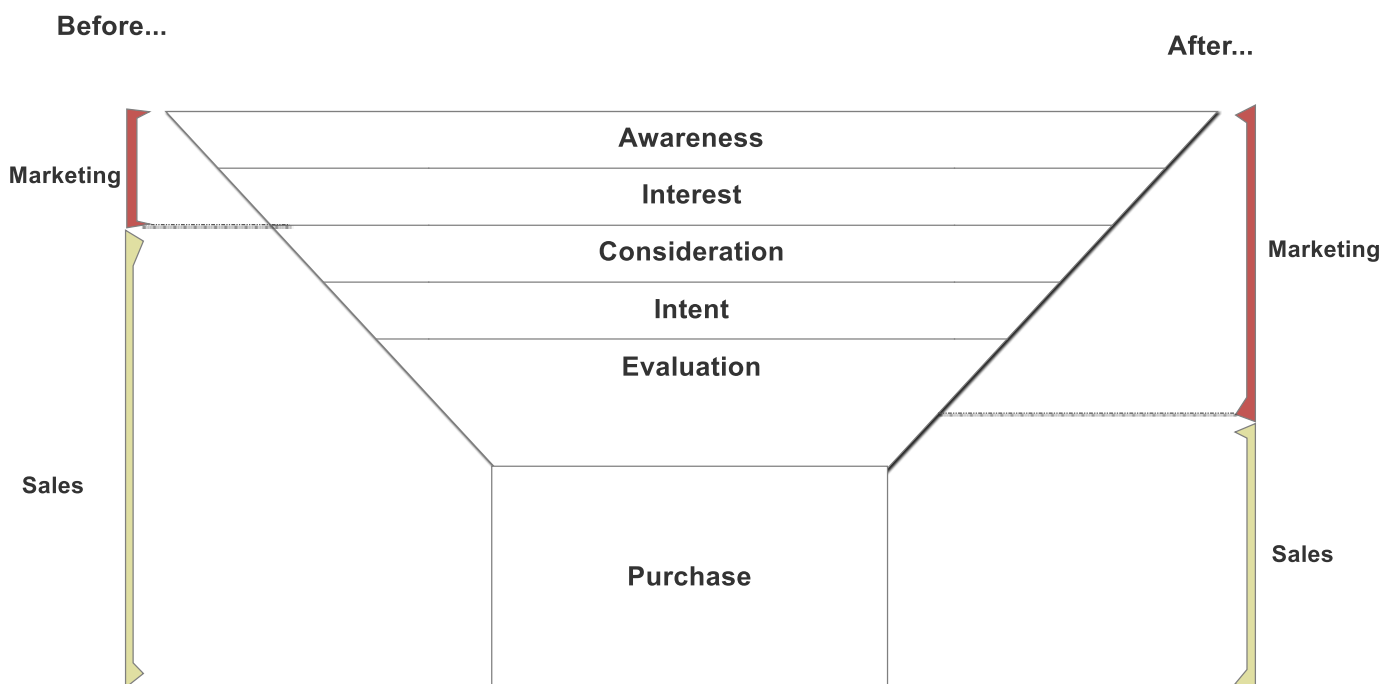 Before...
After...
Awareness
Marketing
Interest
Consideration
Marketing
Intent
Evaluation
Sales
Sales
Purchase